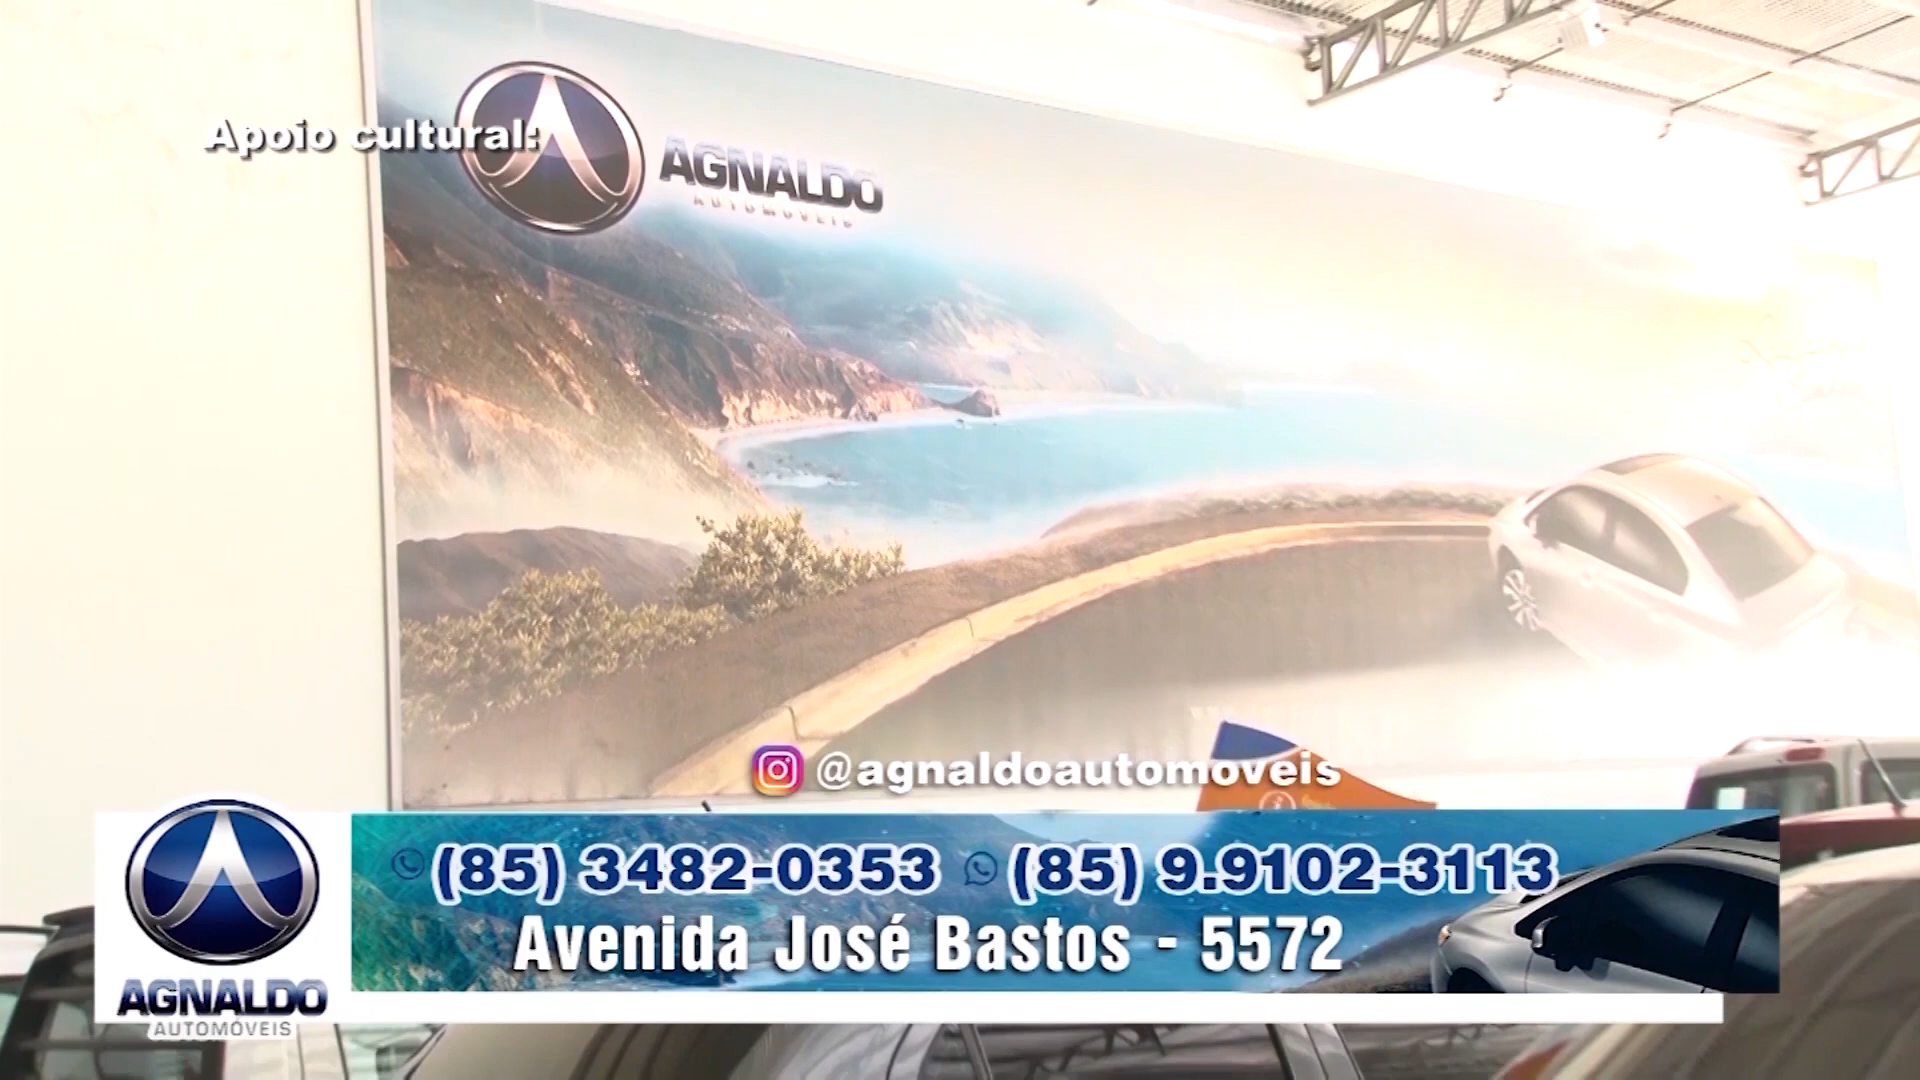 Apoio cultural:
AGNALDO
AUTOMÓVEIS
@agnaldoautomoveis
(85) 3482-0353 (85) 9.9102-3113
Avenida José Bastos - 5572
AGNALDO
AUTOMÓVEIS